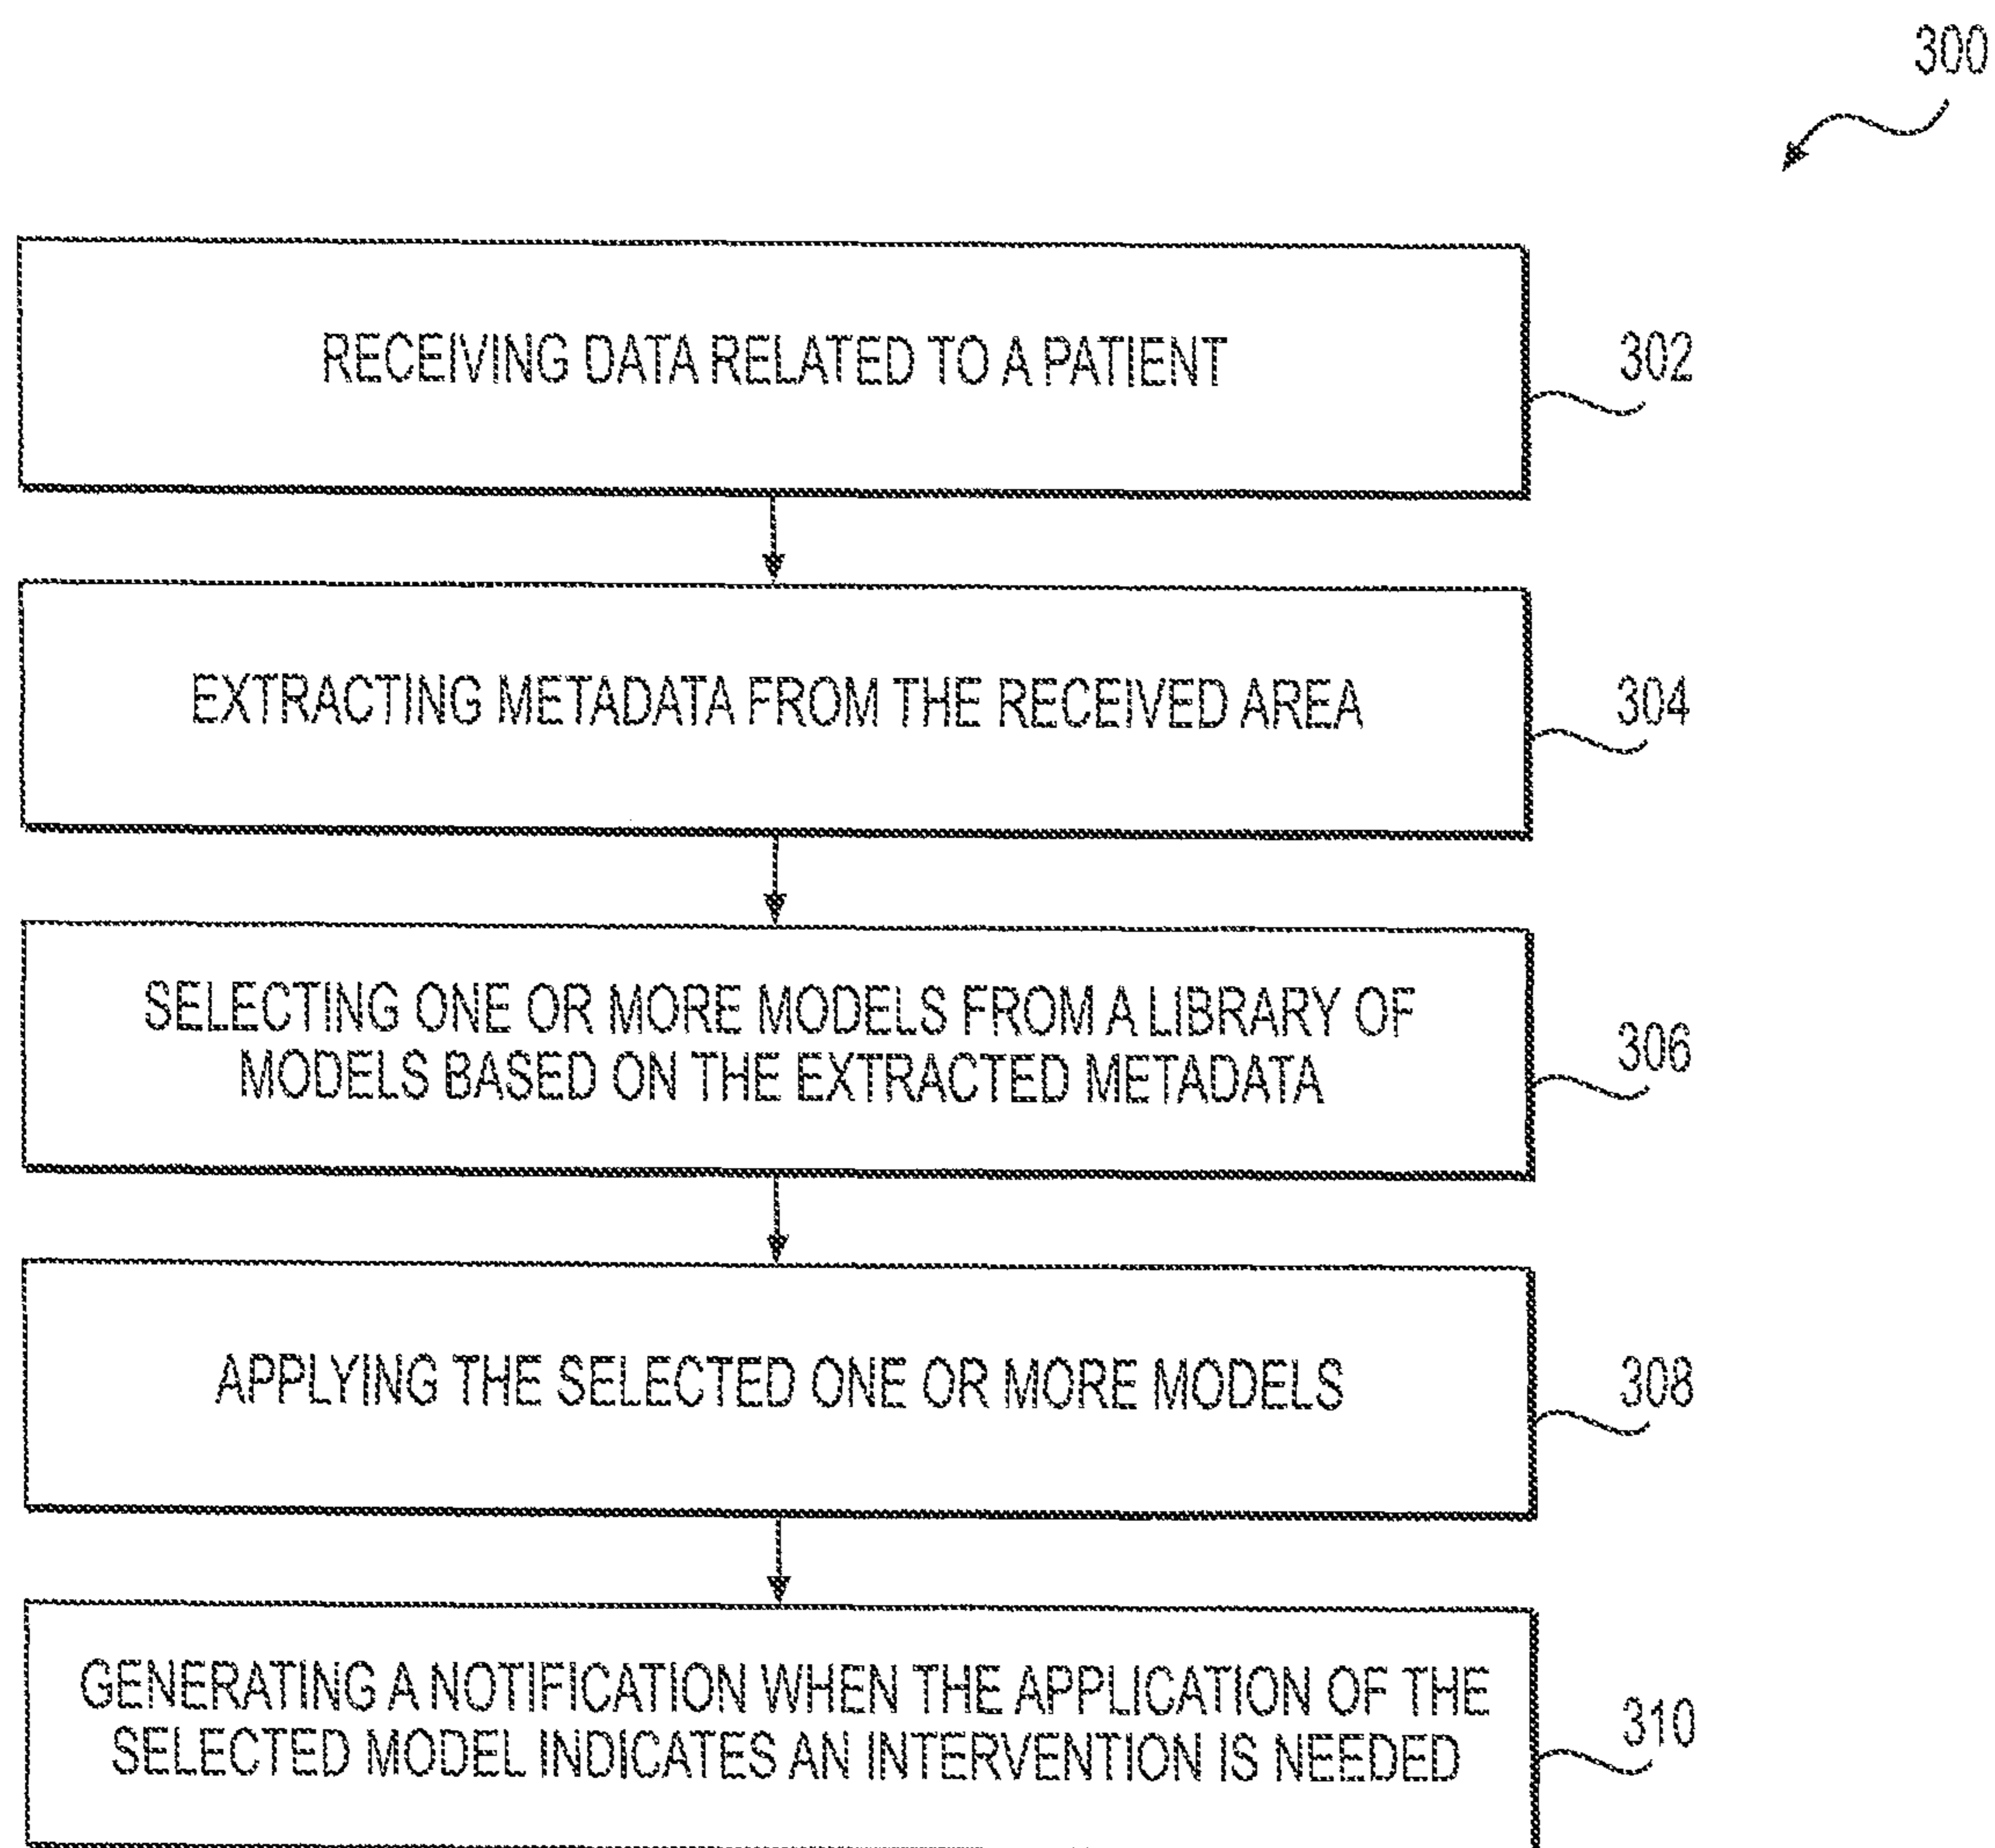 300
RECEIVING DATA RELATED TO A PATIENT
302
EXTRACTING METADATA FROM THE RECEIVED AREA
304
SELECTING ONE OR MORE MODELS FROM A LIBRARY OF
MODELS BASED ON THE EXTRACTED METADATA
306
APPLYING THE SELECTED ONE OR MORE MODELS
308
GENERATING A NOTIFICATION WHEN THE APPLICATION OF THE
SELECTED MODEL INDICATES AN INTERVENTION IS NEEDED
310